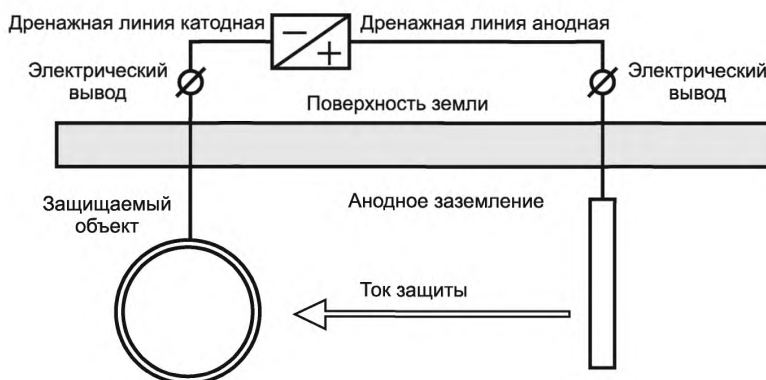 Дренажная линия катодная
Дренажная линия анодная
−
+
Электрический
вывод
Электрический
вывод
Поверхность земли
Защищаемый
объект
Анодное заземление
Ток защиты